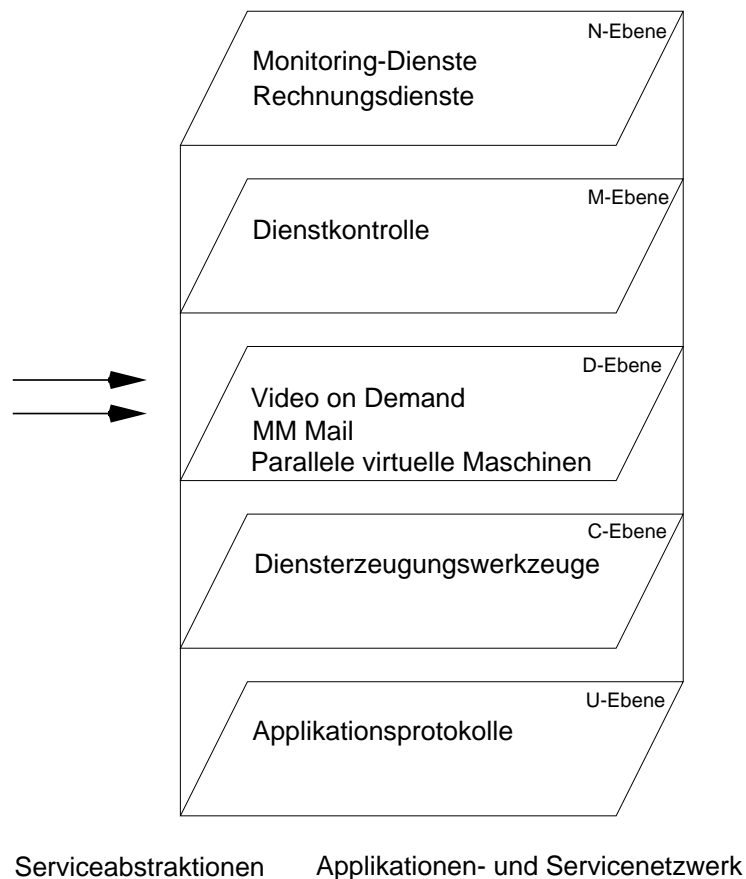 N-Ebene
Monitoring-Dienste
Rechnungsdienste
M-Ebene
Dienstkontrolle
D-Ebene
Video on Demand
MM Mail
Parallele virtuelle Maschinen
C-Ebene
Diensterzeugungswerkzeuge
U-Ebene
Applikationsprotokolle
Serviceabstraktionen
Applikationen- und Servicenetzwerk